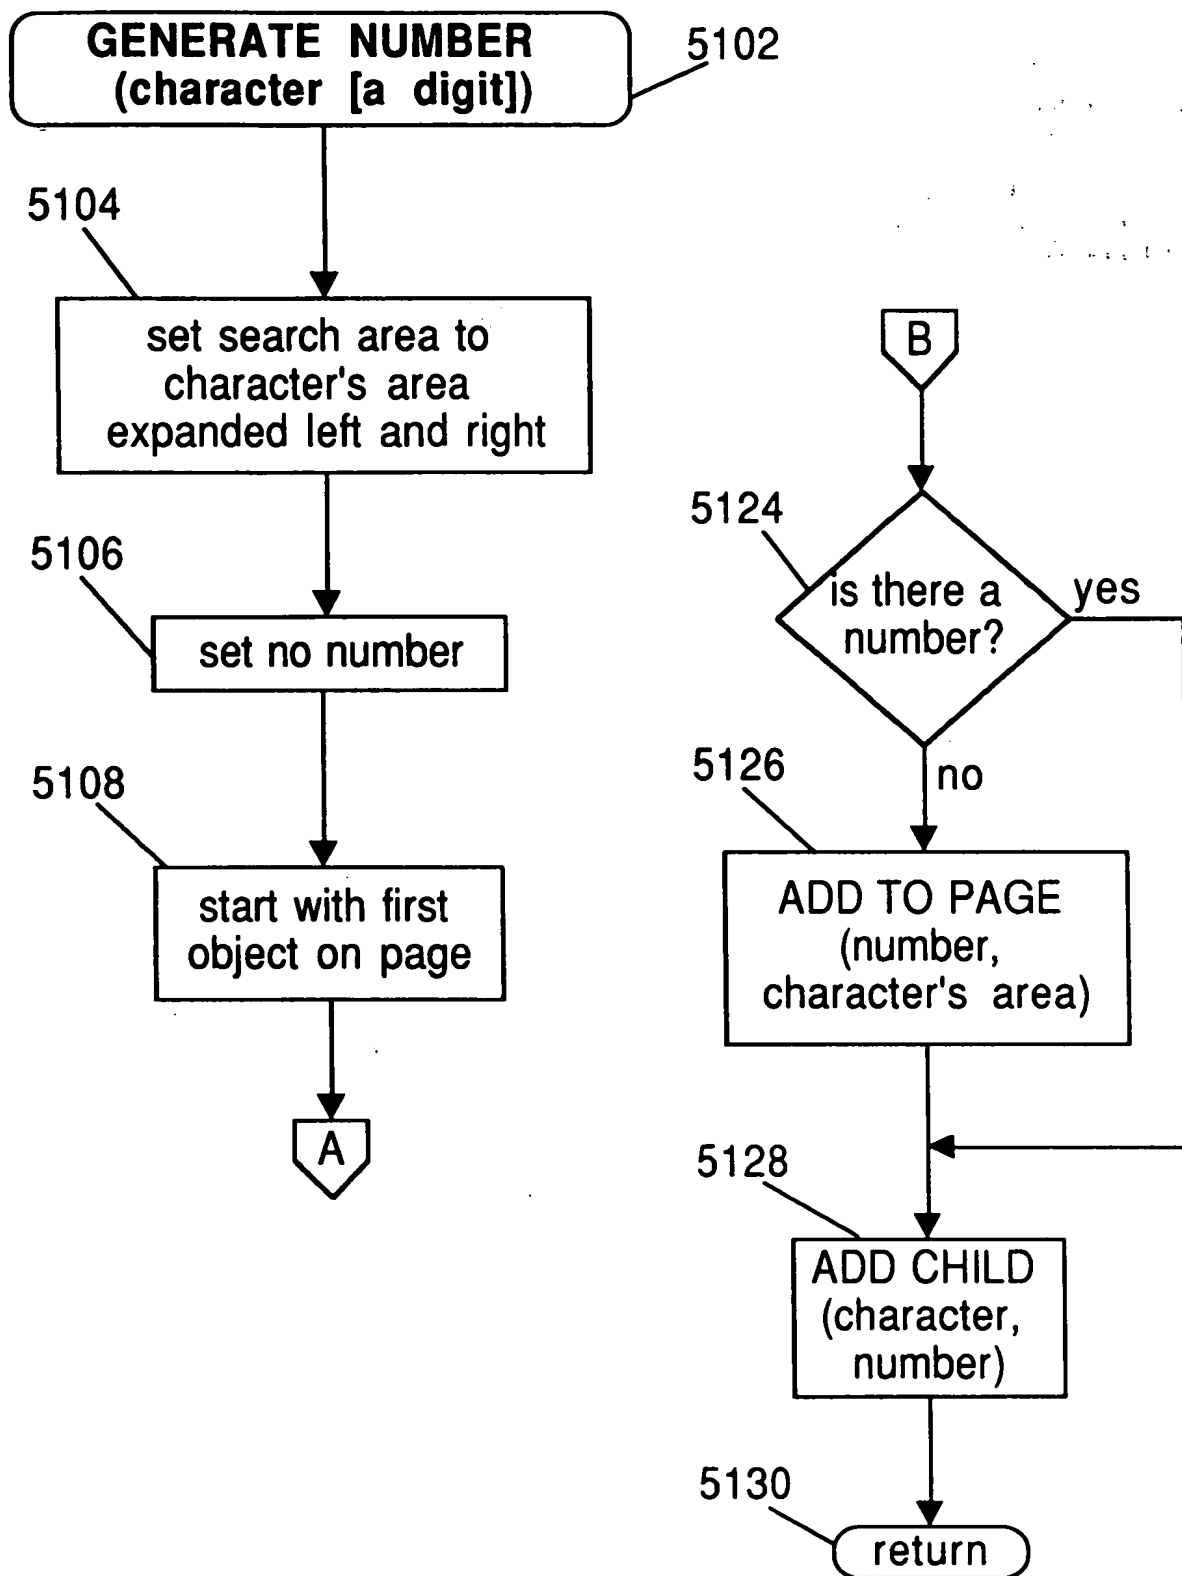 GENERATE NUMBER
(character [a digit])
5102
5104
set search area to
character's area
expanded left and right
5106
set no number
5108
start with first
object on page
A
B
5124
is there a
number?
yes
no
5126
ADD TO PAGE
(number,
character's area)
5128
ADD CHILD
(character,
number)
5130
return